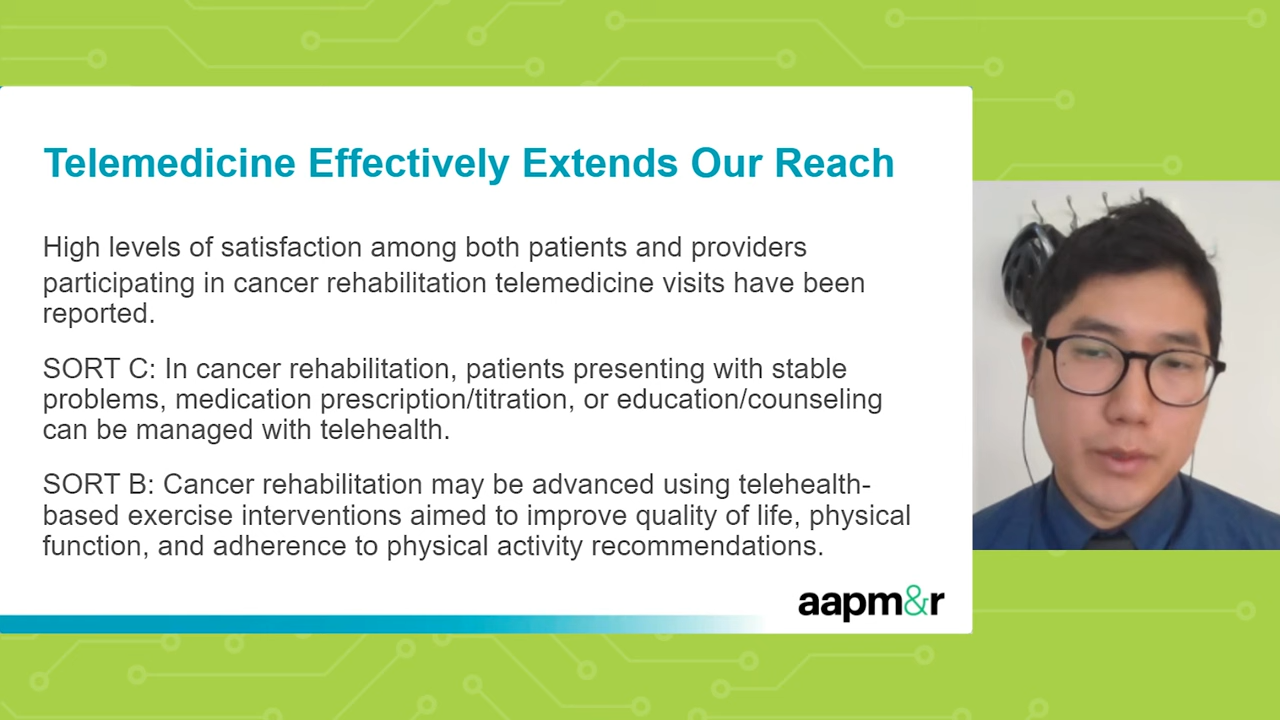 Telemedicine Effectively Extends Our Reach
High levels of satisfaction among both patients and providers
participating in cancer rehabilitation telemedicine visits have been
reported.
SORT C: In cancer rehabilitation, patients presenting with stable
problems, medication prescription/titration, or education/counseling
can be managed with telehealth.
SORT B: Cancer rehabilitation may be advanced using telehealth-
based exercise interventions aimed to improve quality of life, physical
function, and adherence to physical activity recommendations.
aapm&r